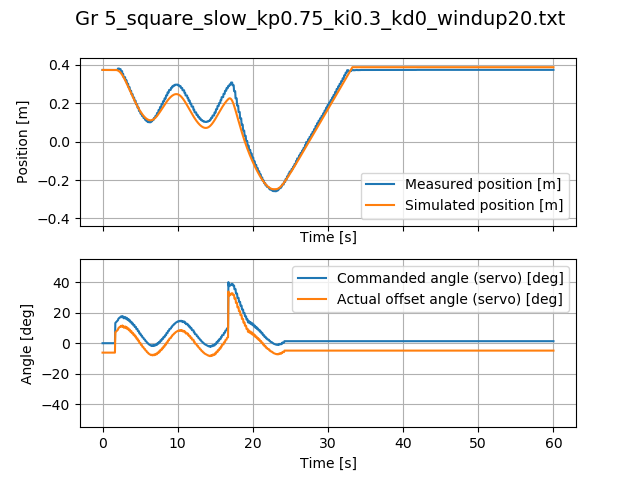 Gr 5_square_slow_kp0.75_ki0.3_kd0_windup20.txt
0.4
0.2
0.0
−0.2
−0.4
Position [m]
Measured position [m]
Simulated position [m]
Time [s]
40
20
0
−20
−40
Angle [deg]
Commanded angle (servo) [deg]
Actual offset angle (servo) [deg]
0 10 20 30 40 50 60
Time [s]